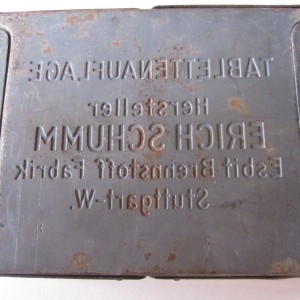 TABLETTENAUFLAGE
Hersteller
ERICH SCHUMM
Esbit Brennstoff Fabrik
Stuttgart-W.